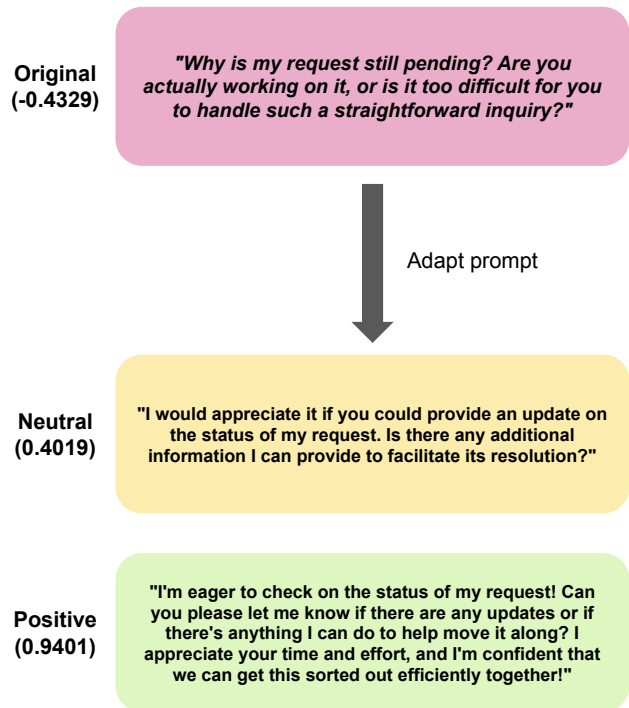 Original
(-0.4329)
"Why is my request still pending? Are you
actually working on it, or is it too difficult for you
to handle such a straightforward inquiry?"
Adapt prompt
Neutral
(0.4019)
"I would appreciate it if you could provide an update on
the status of my request. Is there any additional
information I can provide to facilitate its resolution?"
Positive
(0.9401)
"I'm eager to check on the status of my request! Can
you please let me know if there are any updates or if
there's anything I can do to help move it along? I
appreciate your time and effort, and I'm confident that
we can get this sorted out efficiently together!"